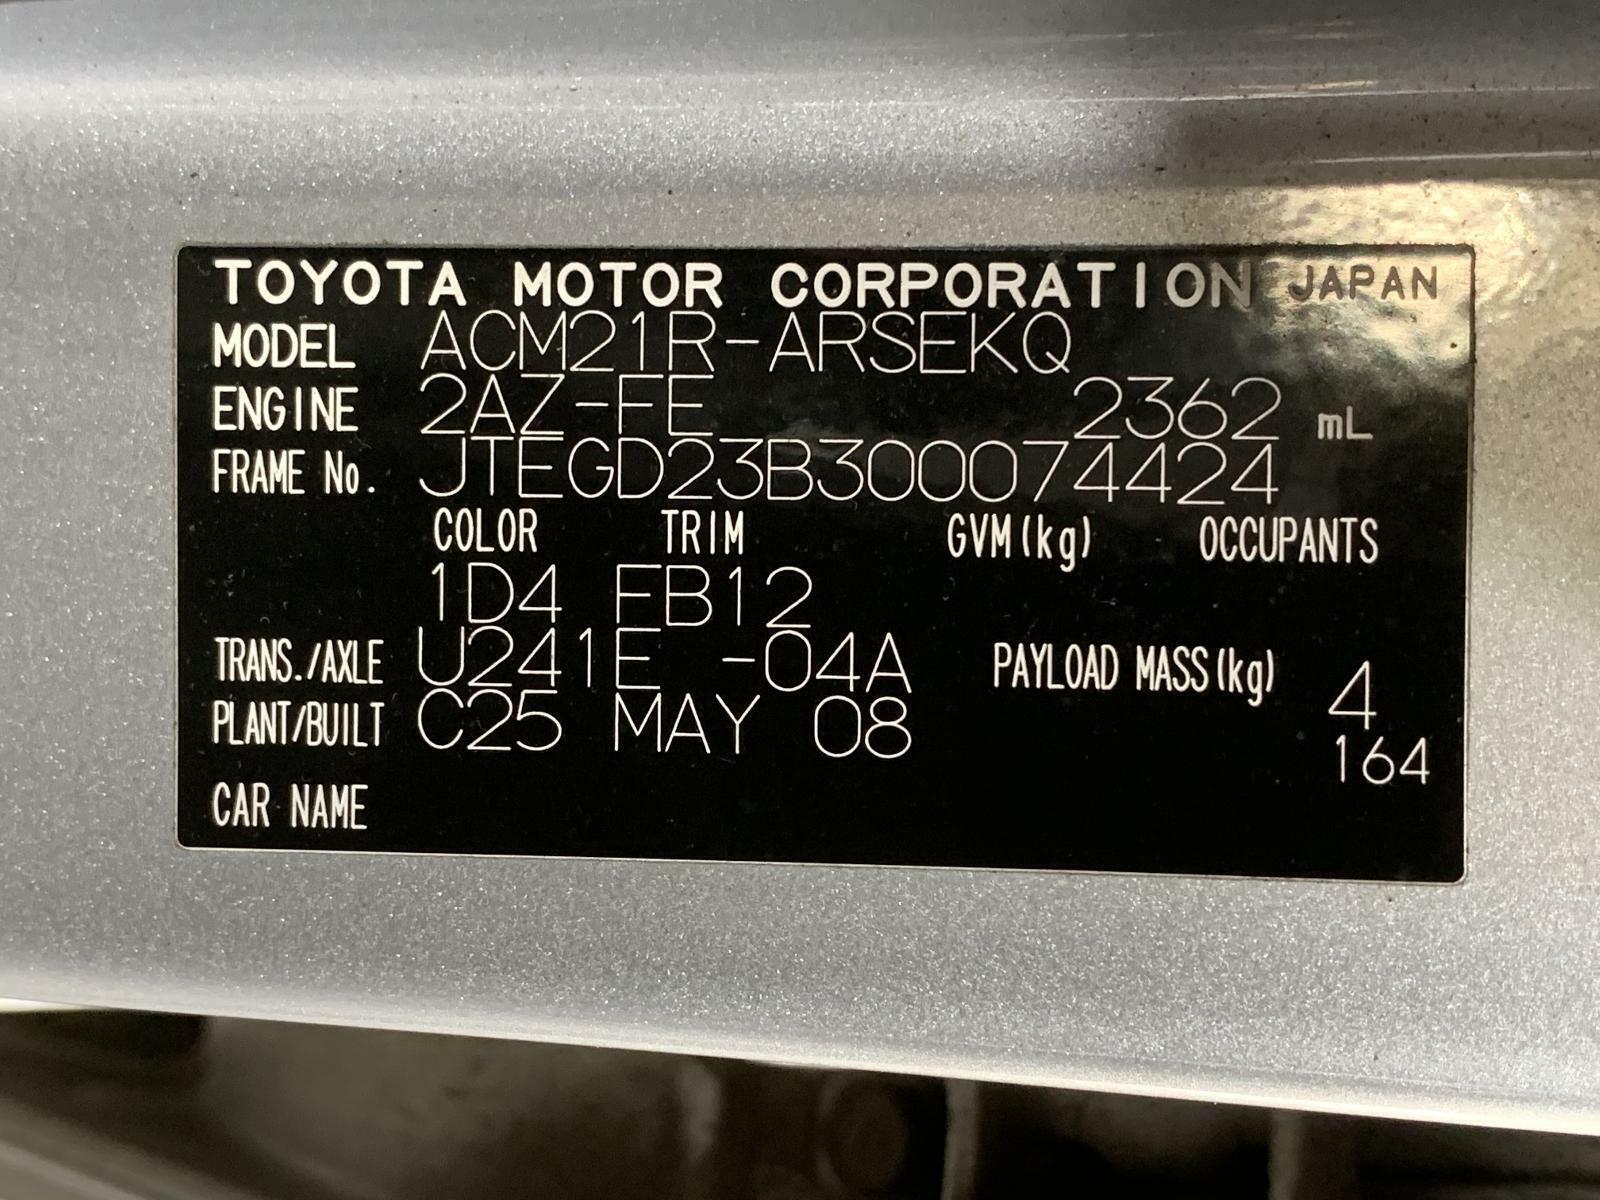 TOYOTA MOTOR CORPORATION JAPAN
MODEL ACM21R-ARSEKQ
ENGINE 2AZ-FE 2362 mL
FRAME No. JTEGD23B300074424
COLOR TRIM GVM(kg) OCCUPANTS
1D4 FB12
TRANS./AXLE U241E -04A PAYLOAD MASS(kg) 4
PLANT/BUILT C25 MAY 08 164
CAR NAME